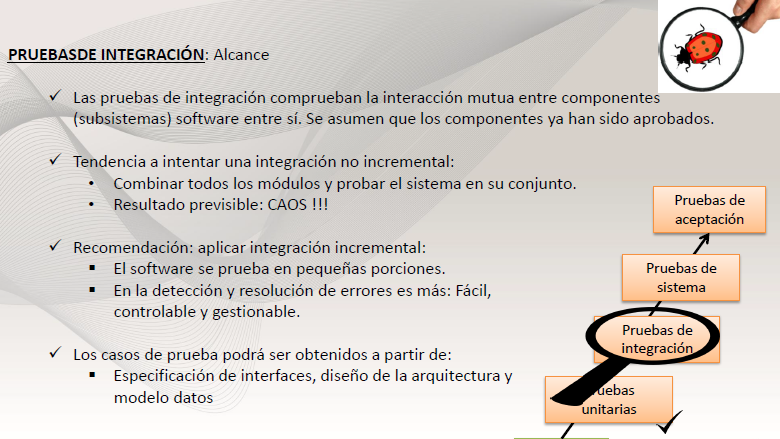 PRUEBASDE INTEGRACIÓN: Alcance
✓ Las pruebas de integración comprueban la interacción mutua entre componentes
(subsistemas) software entre sí. Se asumen que los componentes ya han sido aprobados.
✓ Tendencia a intentar una integración no incremental:
• Combinar todos los módulos y probar el sistema en su conjunto.
• Resultado previsible: CAOS !!!
✓ Recomendación: aplicar integración incremental:
▪ El software se prueba en pequeñas porciones.
▪ En la detección y resolución de errores es más: Fácil,
controlable y gestionable.
✓ Los casos de prueba podrá ser obtenidos a partir de:
▪ Especificación de interfaces, diseño de la arquitectura y
modelo datos
Pruebas de
aceptación
Pruebas de
sistema
Pruebas de
integración
Pruebas
unitarias